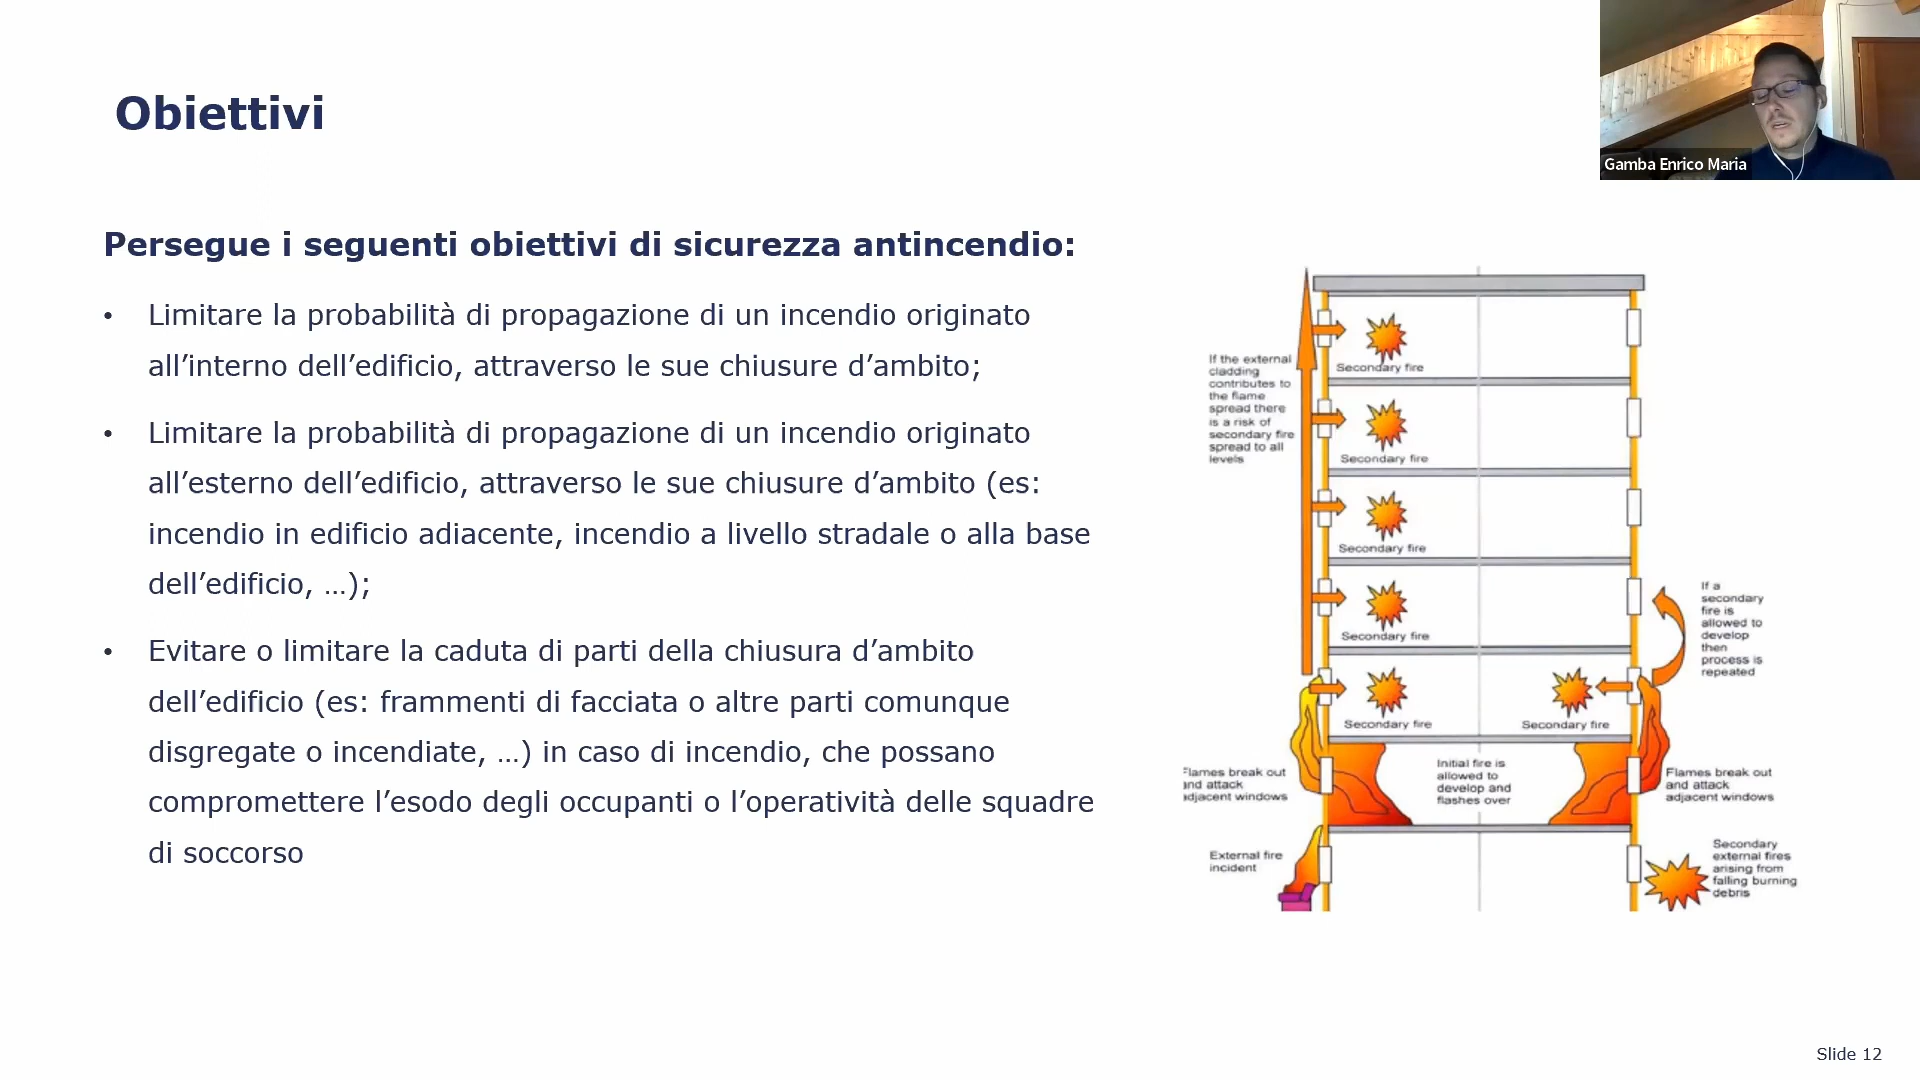 Obiettivi
Gamba Enrico Maria
Persegue i seguenti obiettivi di sicurezza antincendio:
• Limitare la probabilità di propagazione di un incendio originato
all’interno dell’edificio, attraverso le sue chiusure d’ambito;
• Limitare la probabilità di propagazione di un incendio originato
all’esterno dell’edificio, attraverso le sue chiusure d’ambito (es:
incendio in edificio adiacente, incendio a livello stradale o alla base
dell’edificio, …);
• Evitare o limitare la caduta di parti della chiusura d’ambito
dell’edificio (es: frammenti di facciata o altre parti comunque
disgregate o incendiate, …) in caso di incendio, che possano
compromettere l’esodo degli occupanti o l’operatività delle squadre
di soccorso
If the external
cladding
contributes to
the flame
spread there
is a risk of
secondary fire
spread to all
levels
Secondary fire
Secondary fire
Secondary fire
Secondary fire
Secondary fire
Secondary fire
If a
secondary
fire is
allowed to
develop
then
process is
repeated
Flames break out
and attack
adjacent windows
Initial fire is
allowed to
develop and
flashes over
Flames break out
and attack
adjacent windows
External fire
incident
Secondary
external fires
arising from
falling burning
debris
Slide 12